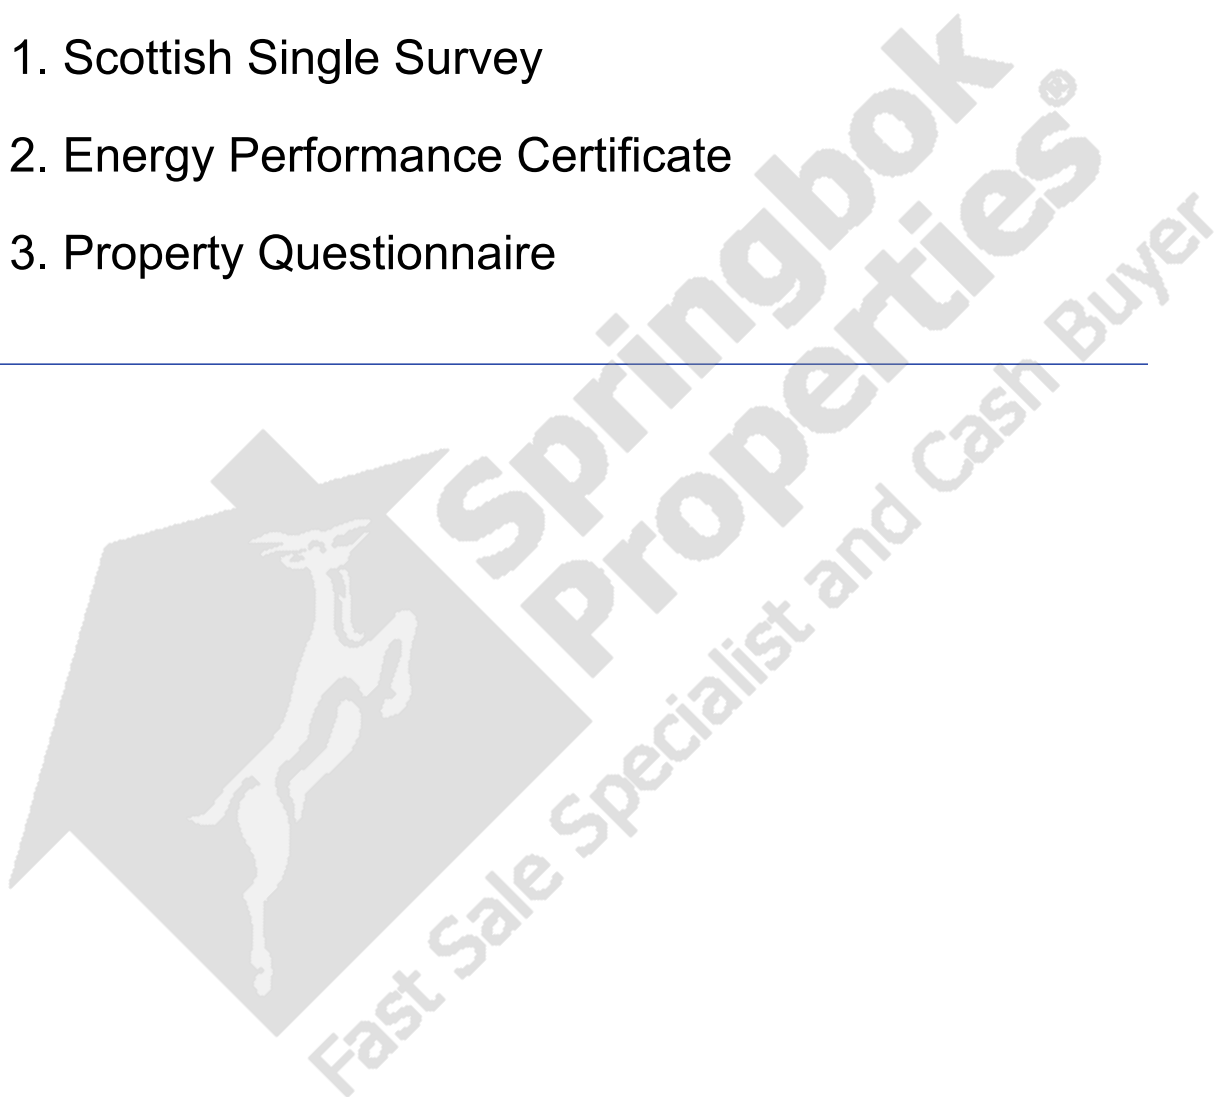 1. Scottish Single Survey
2. Energy Performance Certificate
3. Property Questionnaire
Springbok
Properties®
Fast Sale Specialist and Cash Buyer